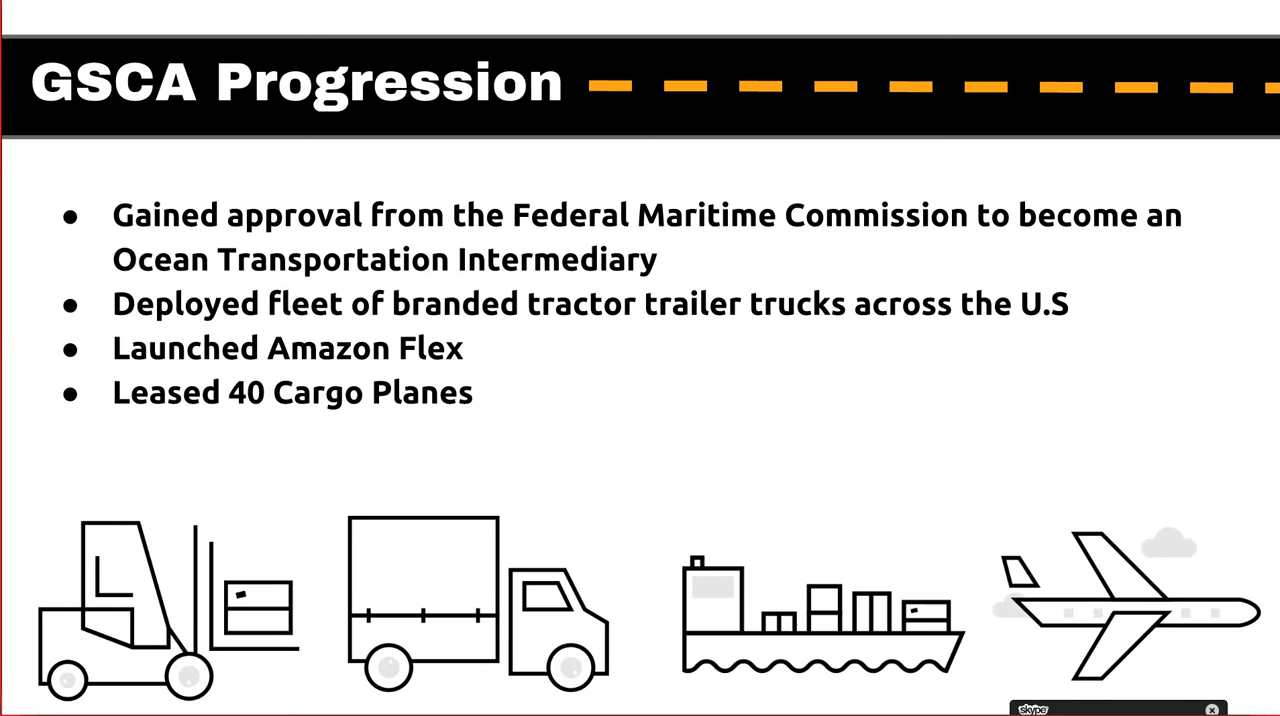 GSCA Progression
● Gained approval from the Federal Maritime Commission to become an
Ocean Transportation Intermediary
● Deployed fleet of branded tractor trailer trucks across the U.S
● Launched Amazon Flex
● Leased 40 Cargo Planes
skype